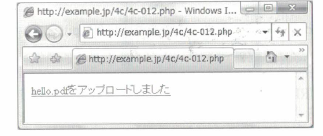 http://example.jp/4c/4c-012.php - Windows I...
http://example.jp/4c/4c-012.php
http://example.jp/4c/4c-012.php
hello.pdfをアップロードしました